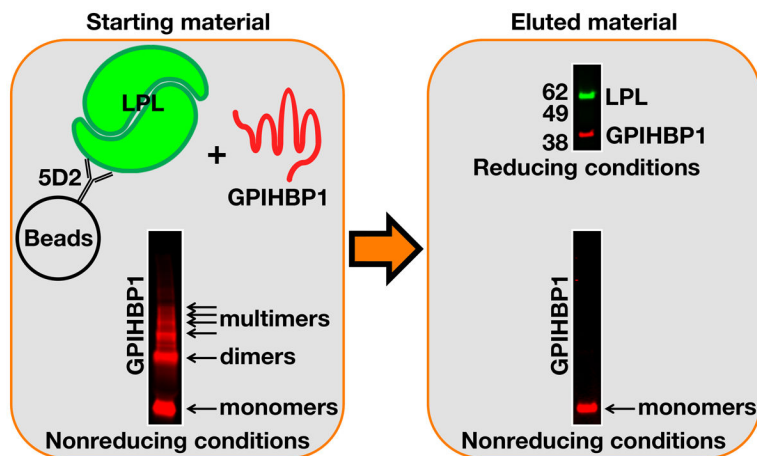 Starting material
LPL
+
5D2
GPIHBP1
Beads
GPIHBP1
multimers
dimers
monomers
Nonreducing conditions
Eluted material
62
LPL
49
GPIHBP1
38
Reducing conditions
GPIHBP1
monomers
Nonreducing conditions